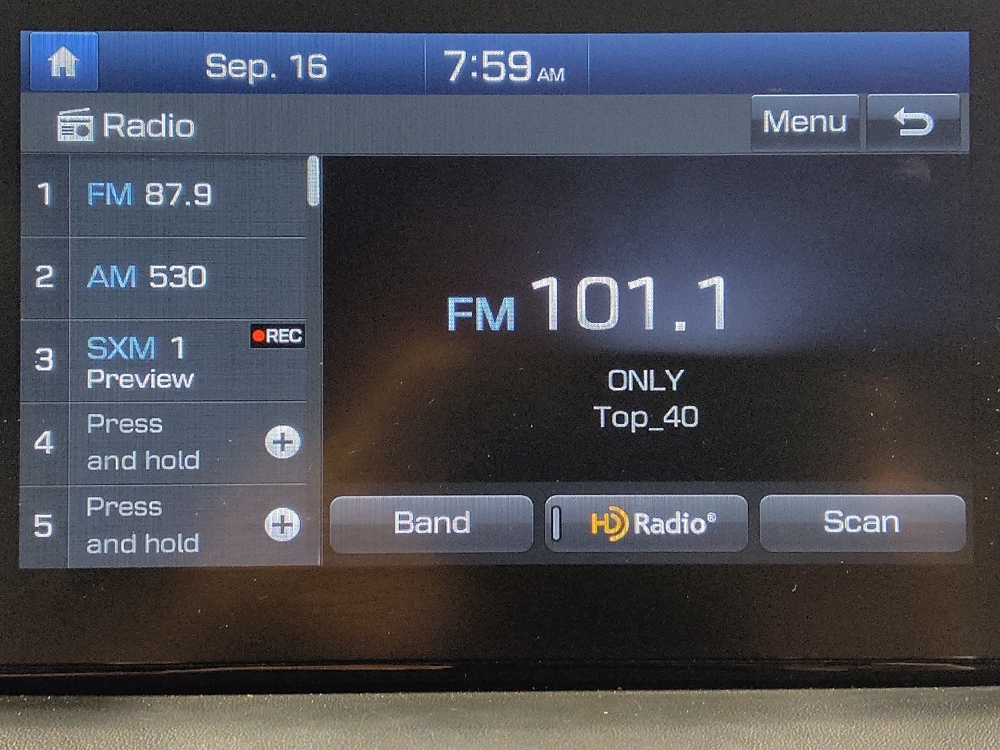 Sep. 16 7:59 AM
Radio Menu
1 FM 87.9
2 AM 530
3 SXM 1 REC
Preview
4 Press
and hold
5 Press
and hold
FM 101.1
ONLY
Top_40
Band HD Radio® Scan